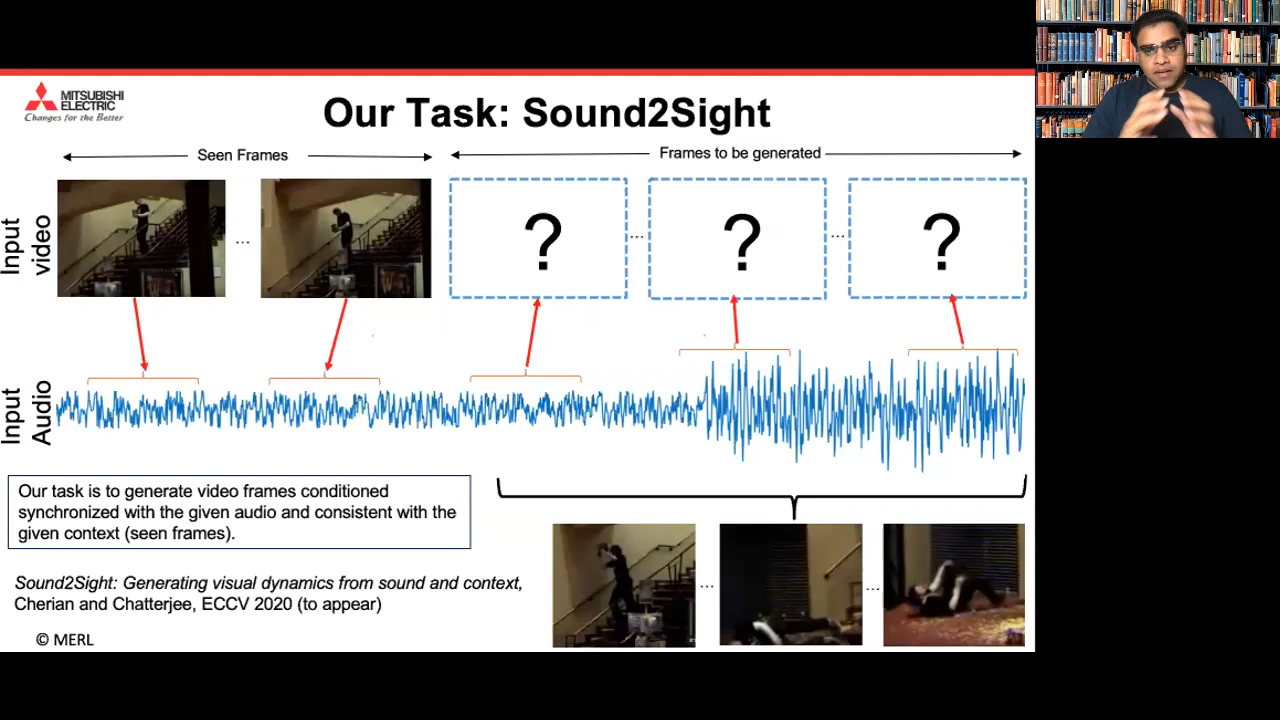 MITSUBISHI
ELECTRIC
Changes for the Better
Our Task: Sound2Sight
Seen Frames
Frames to be generated
Input
video
...
?
...
?
...
?
Input
Audio
Our task is to generate video frames conditioned
synchronized with the given audio and consistent with the
given context (seen frames).
...
...
Sound2Sight: Generating visual dynamics from sound and context,
Cherian and Chatterjee, ECCV 2020 (to appear)
© MERL